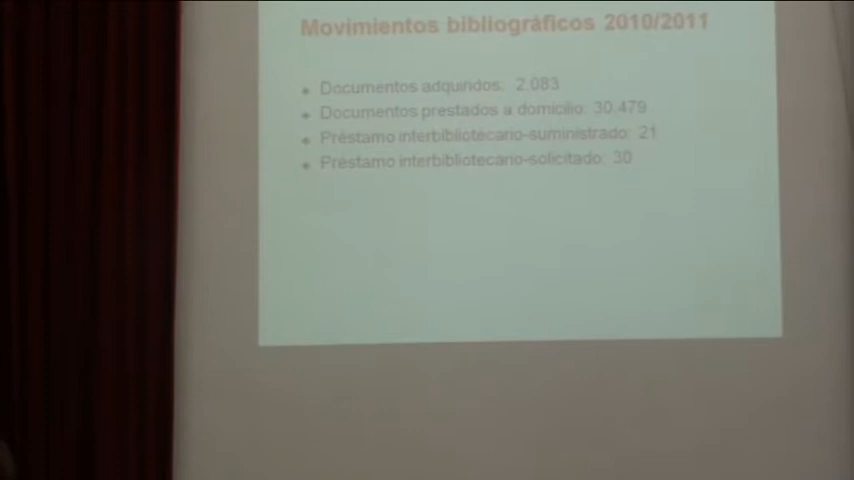 Movimientos bibliográficos 2010/2011
Documentos adquiridos: 2.083
Documentos prestados a domicilio: 30.479
Préstamo interbibliotecario-suministrado: 21
Préstamo interbibliotecario-solicitado: 30